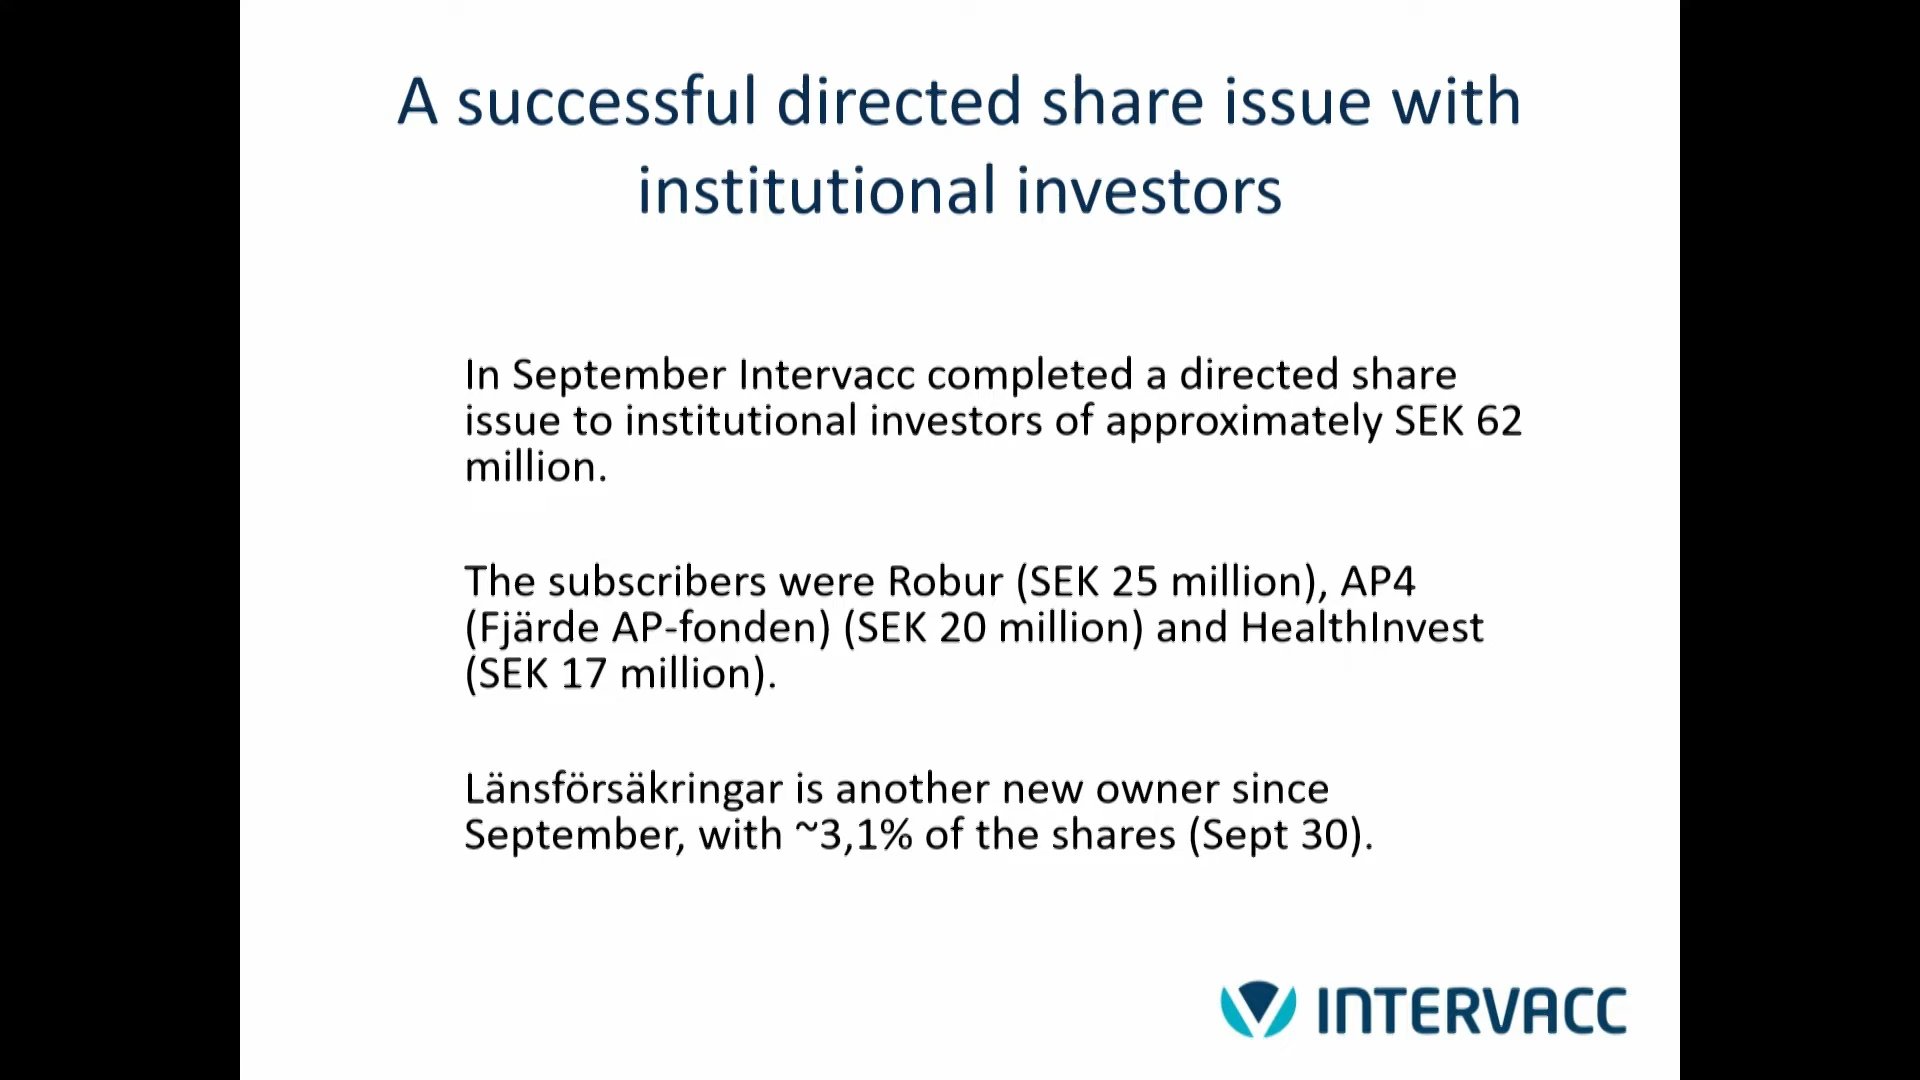 A successful directed share issue with
institutional investors
In September Intervacc completed a directed share
issue to institutional investors of approximately SEK 62
million.
The subscribers were Robur (SEK 25 million), AP4
(Fjärde AP-fonden) (SEK 20 million) and HealthInvest
(SEK 17 million).
Länsförsäkringar is another new owner since
September, with ~3,1% of the shares (Sept 30).
INTERVACC